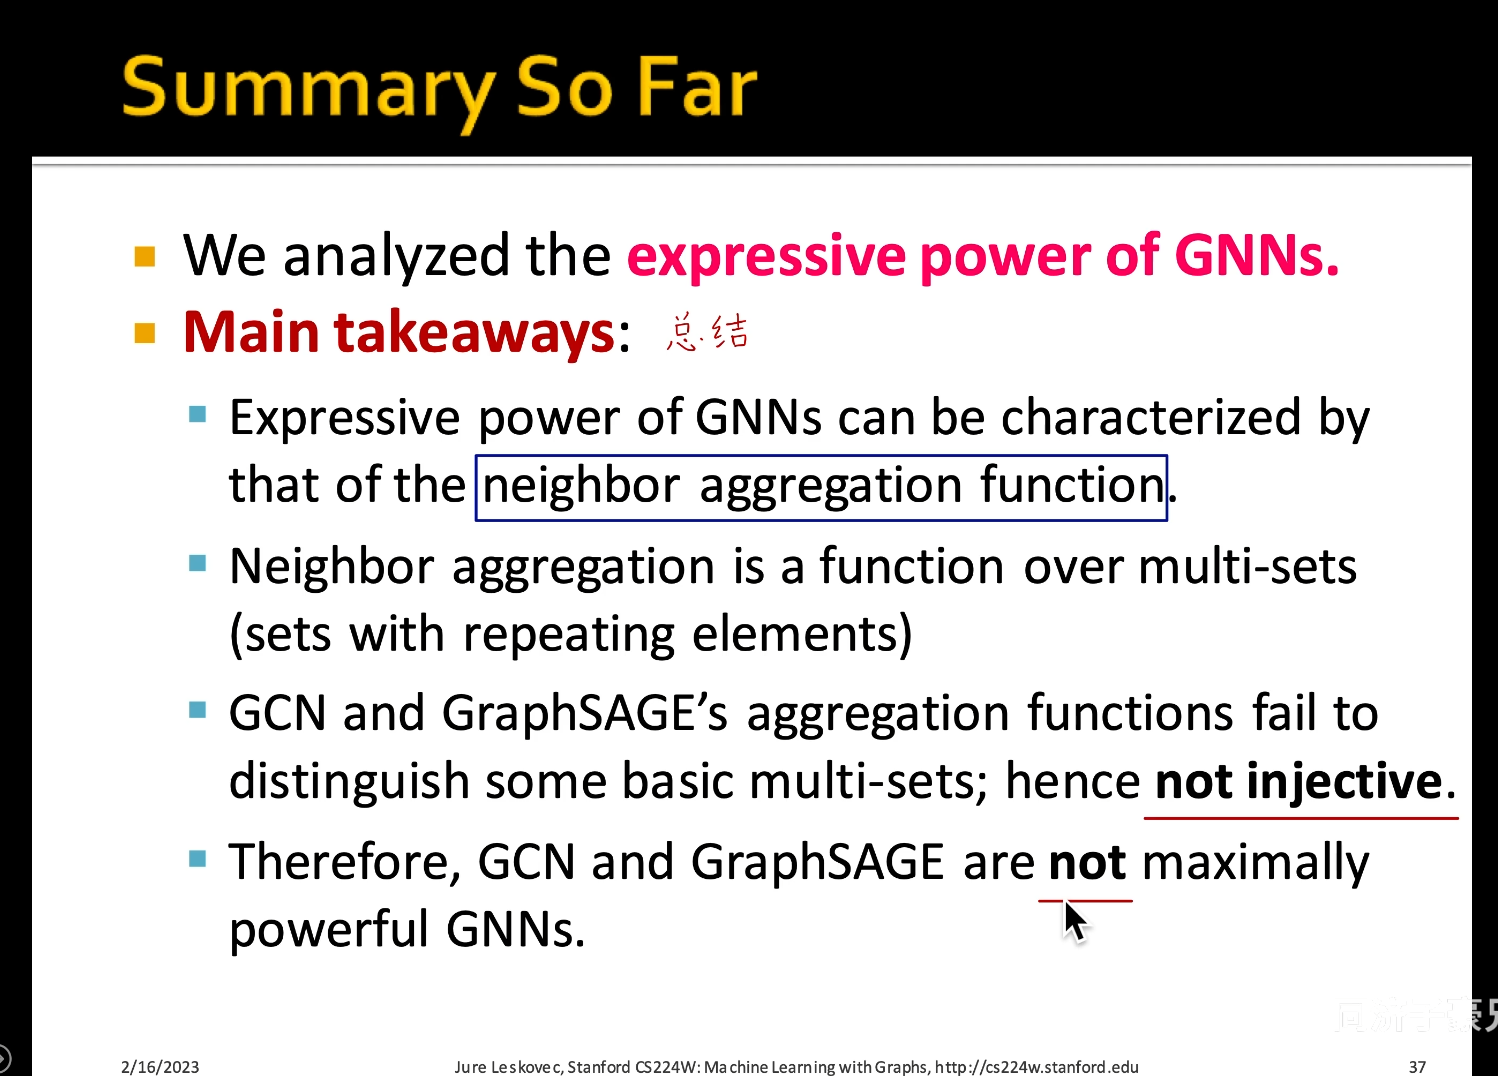 Summary So Far
We analyzed the expressive power of GNNs.
Main takeaways: 总结
Expressive power of GNNs can be characterized by
that of the neighbor aggregation function.
Neighbor aggregation is a function over multi-sets
(sets with repeating elements)
GCN and GraphSAGE’s aggregation functions fail to
distinguish some basic multi-sets; hence not injective.
Therefore, GCN and GraphSAGE are not maximally
powerful GNNs.
2/16/2023
Jure Leskovec, Stanford CS224W: Machine Learning with Graphs, http://cs224w.stanford.edu
37